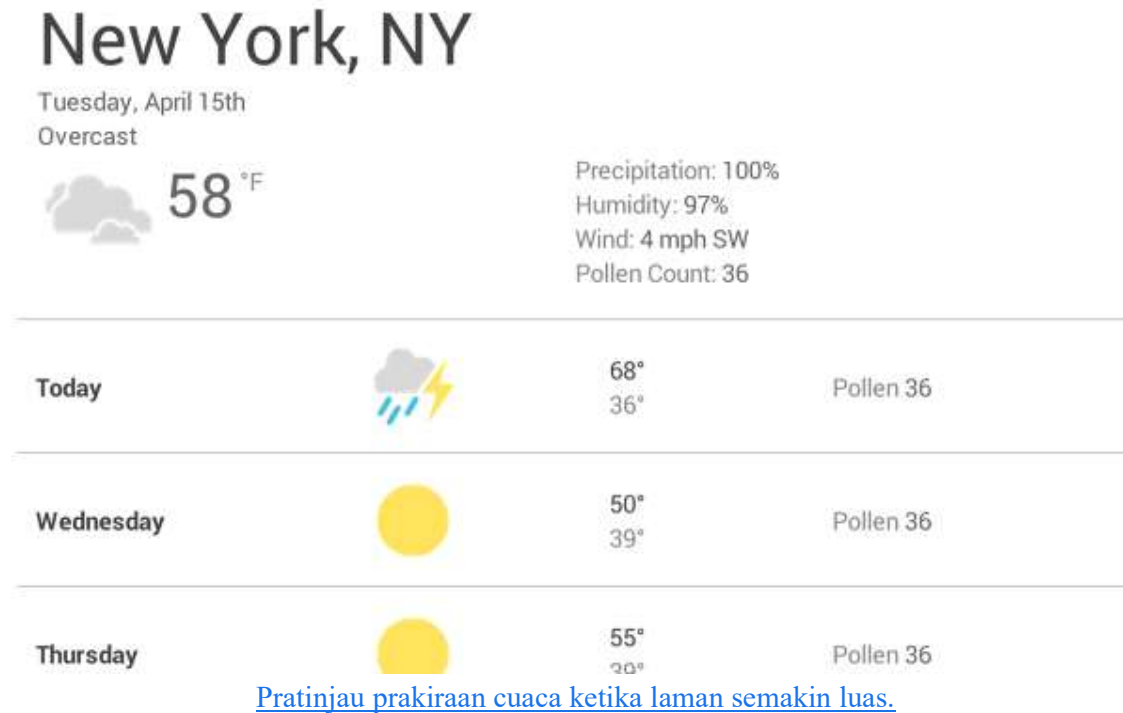 New York, NY
Tuesday, April 15th
Overcast
58 °F
Precipitation: 100%
Humidity: 97%
Wind: 4 mph SW
Pollen Count: 36
Today 68° Pollen 36
36°
Wednesday 50° Pollen 36
39°
Thursday 55° Pollen 36
39°
Pratinjau prakiraan cuaca ketika laman semakin luas.